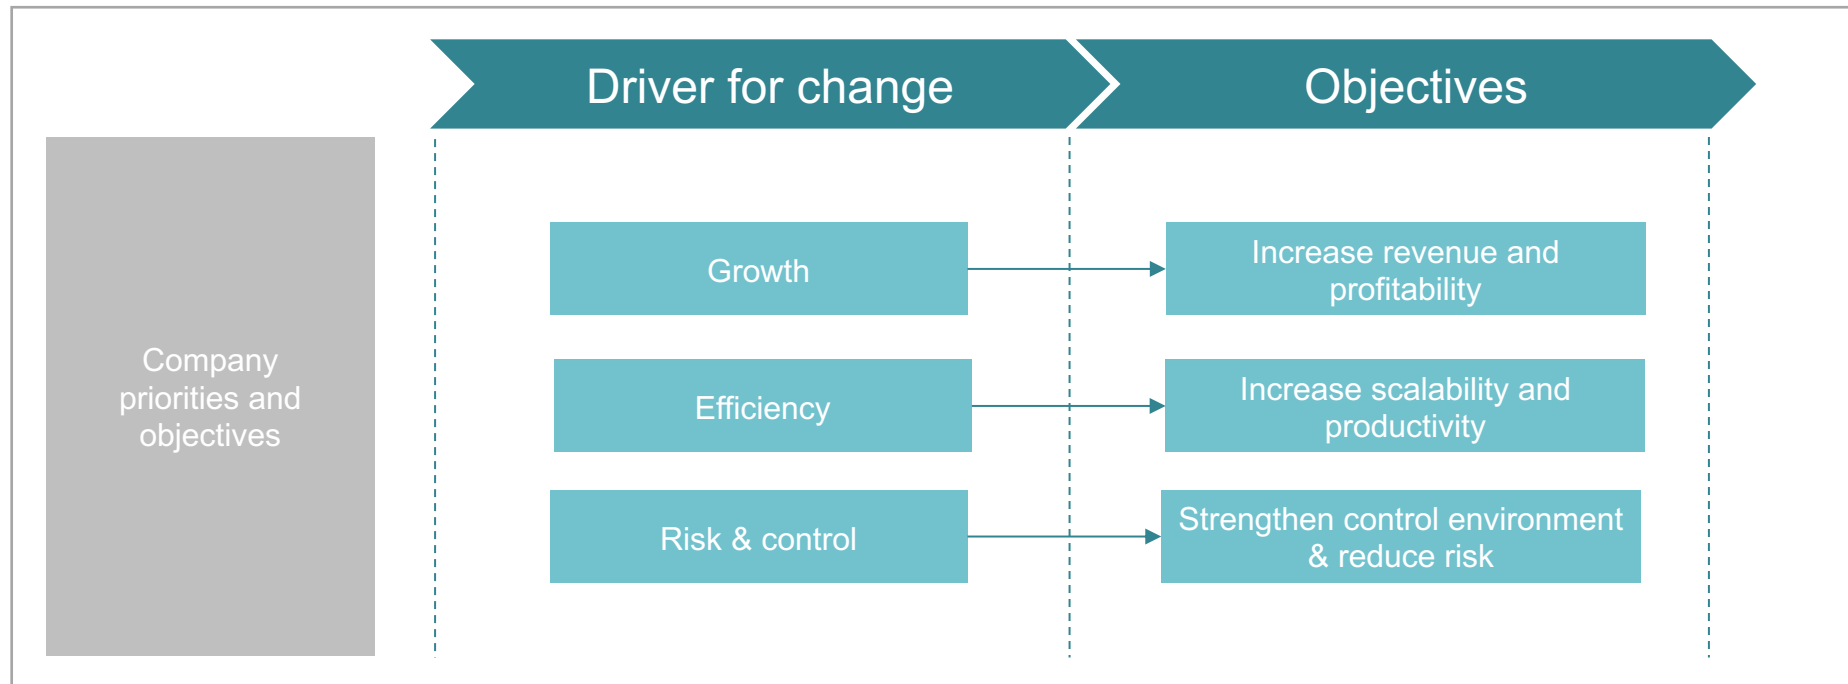 Driver for change
Objectives
Company
priorities and
objectives
Growth
Increase revenue and
profitability
Efficiency
Increase scalability and
productivity
Risk & control
Strengthen control environment
& reduce risk